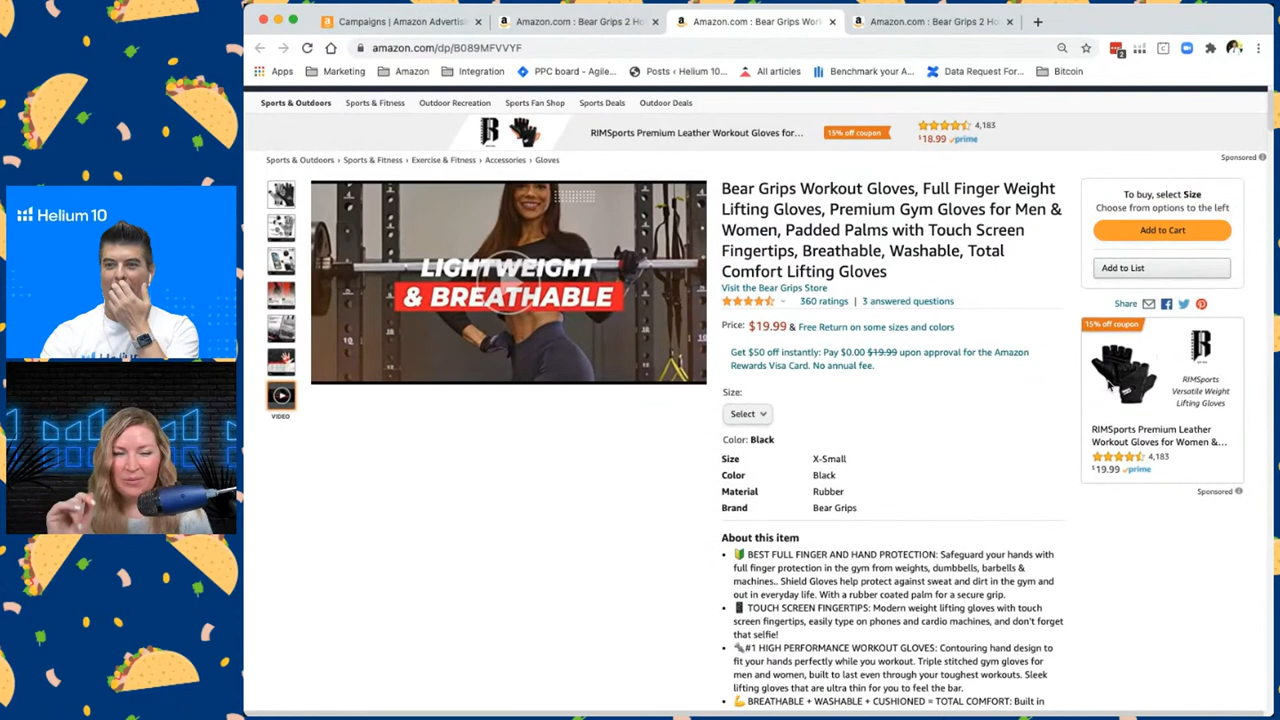 Campaigns | Amazon Advertisi
Amazon.com : Bear Grips 2 Ho
Amazon.com : Bear Grips Wor
Amazon.com : Bear Grips 2 Ho
amazon.com/dp/B089MFVVYF
2
Apps
Marketing
Amazon
Integration
PPC board - Agile...
Posts ‹ Helium 10...
All articles
Benchmark your A...
Data Request For...
Bitcoin
Sports & Outdoors
Sports & Fitness
Outdoor Recreation
Sports Fan Shop
Sports Deals
Outdoor Deals
RIMSports Premium Leather Workout Gloves for...
15% off coupon
4,183
$18.99 prime
Sponsored
Sports & Outdoors › Sports & Fitness › Exercise & Fitness › Accessories › Gloves
Helium 10
LIGHTWEIGHT
& BREATHABLE
VIDEO
Bear Grips Workout Gloves, Full Finger Weight
Lifting Gloves, Premium Gym Gloves for Men &
Women, Padded Palms with Touch Screen
Fingertips, Breathable, Washable, Total
Comfort Lifting Gloves
Visit the Bear Grips Store
360 ratings | 3 answered questions
Price: $19.99 & Free Return on some sizes and colors
Get $50 off instantly: Pay $0.00 $19.99 upon approval for the Amazon
Rewards Visa Card. No annual fee.
Size:
Select
Color: Black
Size X-Small
Color Black
Material Rubber
Brand Bear Grips
About this item
• 🔰 BEST FULL FINGER AND HAND PROTECTION: Safeguard your hands with
full finger protection in the gym from weights, dumbbells, barbells &
machines.. Shield Gloves help protect against sweat and dirt in the gym and
out in everyday life. With a rubber coated palm for a secure grip.
• 📱 TOUCH SCREEN FINGERTIPS: Modern weight lifting gloves with touch
screen fingertips, easily type on phones and cardio machines, and don't forget
that selfie!
• #1 HIGH PERFORMANCE WORKOUT GLOVES: Contouring hand design to
fit your hands perfectly while you workout. Triple stitched gym gloves for
men and women, built to last even through your toughest workouts. Sleek
lifting gloves that are ultra thin for you to feel the bar.
• 💪 BREATHABLE + WASHABLE + CUSHIONED = TOTAL COMFORT: Built in
To buy, select Size
Choose from options to the left
Add to Cart
Add to List
Share
15% off coupon
RIMSports
Versatile Weight
Lifting Gloves
RIMSports Premium Leather
Workout Gloves for Women &...
4,183
$19.99 prime
Sponsored